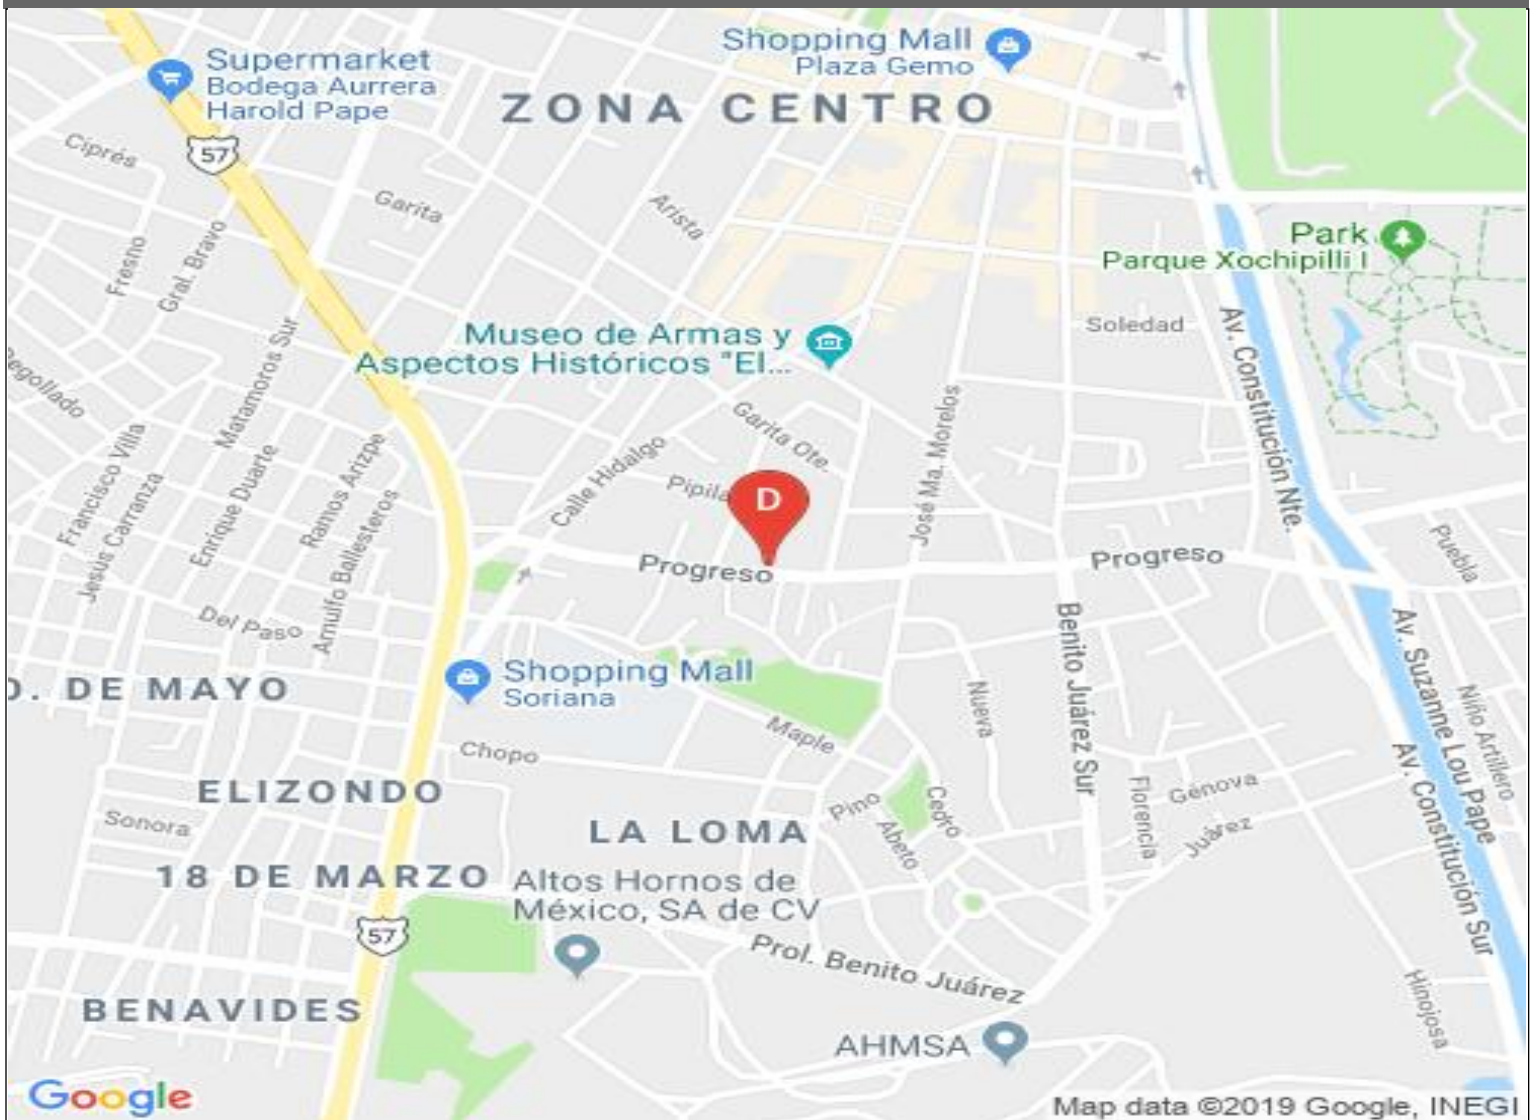 Supermarket
Bodega Aurrera
Harold Pape
Shopping Mall
Plaza Gemo
ZONA CENTRO
57
Ciprés
Garita
Arista
Fresno
Gral. Bravo
Park
Parque Xochipilli I
Museo de Armas y
Aspectos Históricos "El...
Soledad
Av. Constitución Nte.
Matamoros Sur
egollado
Francisco Villa
Jesús Carranza
Enrique Duarte
Ramos Arizpe
Arnulfo Ballesteros
Calle Hidalgo
Garita Ote.
Pipila
D
José Ma. Morelos
Progreso
Progreso
Puebla
Del Paso
Benito Juárez Sur
Av. Suzanne Lou Pape
Niño Artillero
O. DE MAYO
Shopping Mall
Soriana
Nueva
Maple
Chopo
ELIZONDO
Sonora
LA LOMA
Pino
Abeto
Cedro
Florencia
Génova
Juárez
Av. Constitución Sur
18 DE MARZO
Altos Hornos de
México, SA de CV
57
Prol. Benito Juárez
BENAVIDES
AHMSA
Hinojosa
Google
Map data ©2019 Google, INEGI